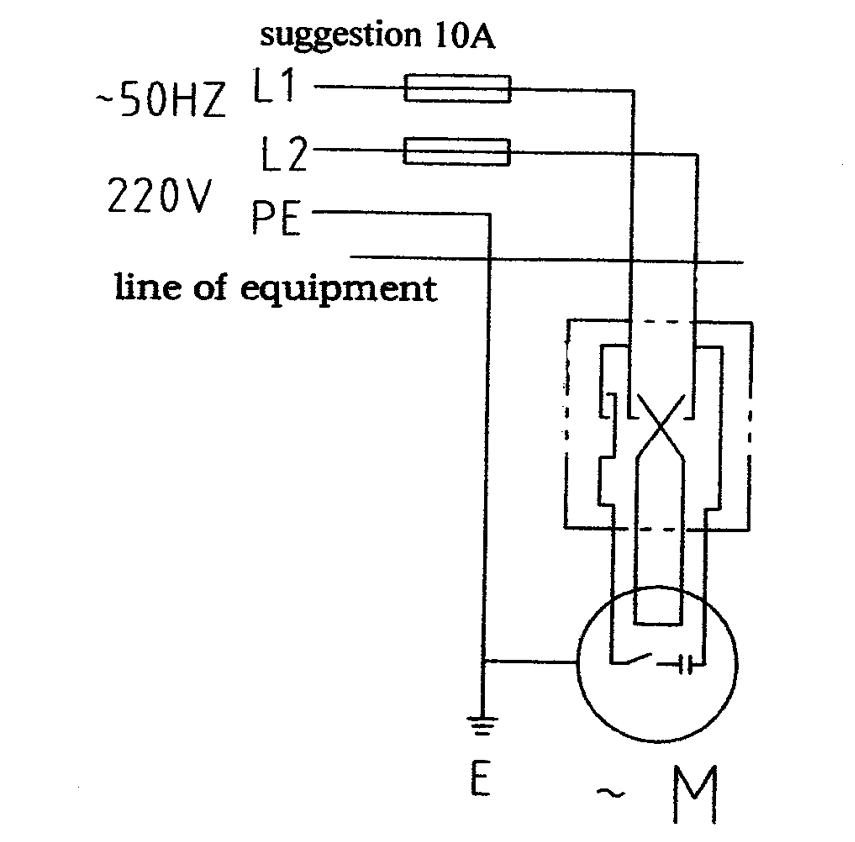 suggestion 10A
~50HZ L1
L2
220V
PE
line of equipment
E
~ M